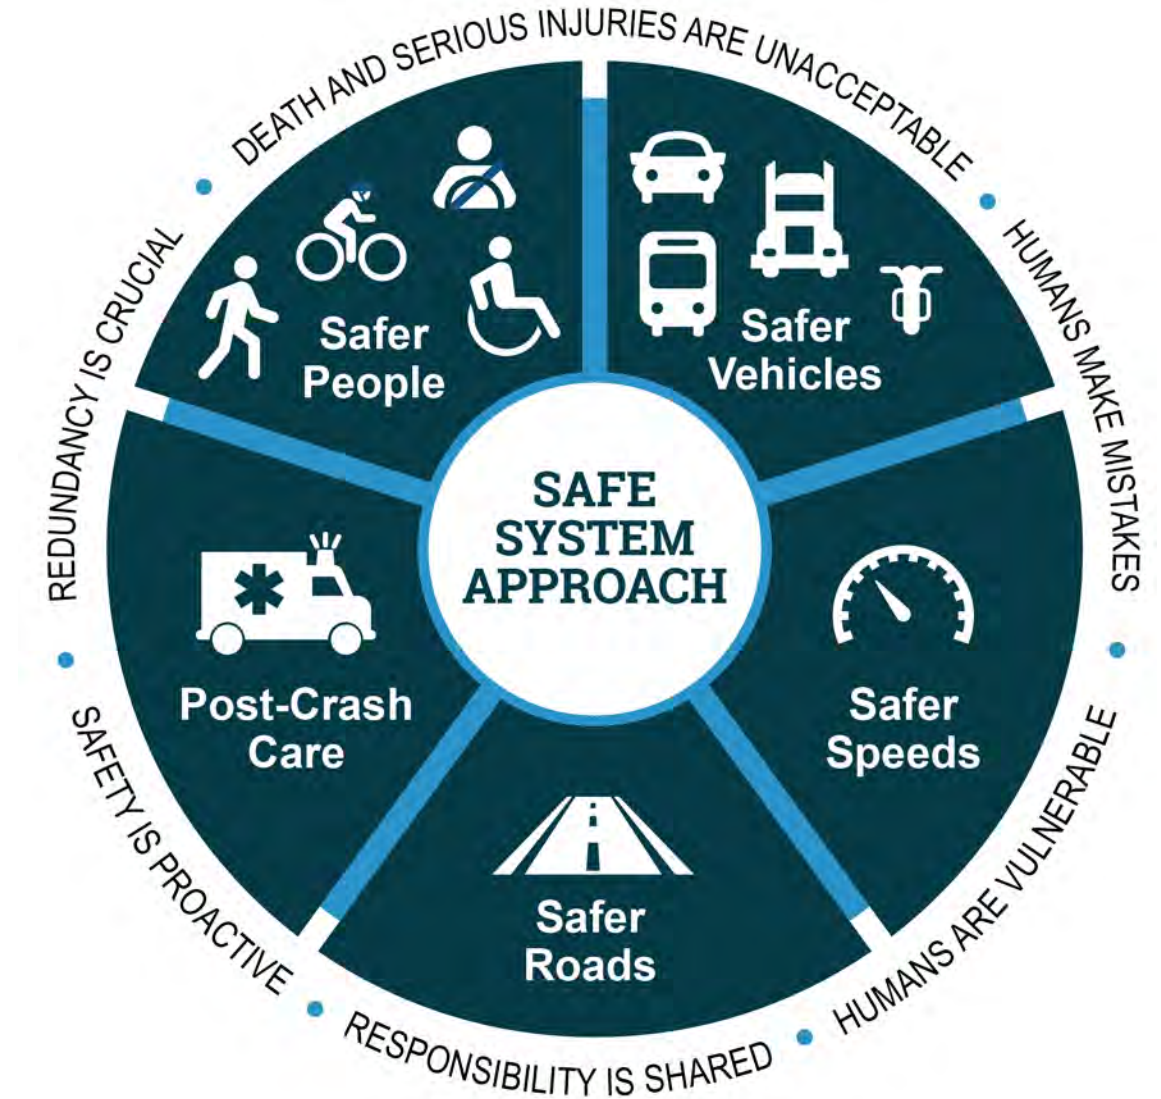 DEATH AND SERIOUS INJURIES ARE UNACCEPTABLE
HUMANS MAKE MISTAKES
HUMANS ARE VULNERABLE
RESPONSIBILITY IS SHARED
SAFETY IS PROACTIVE
REDUNDANCY IS CRUCIAL
Safer
People
Safer
Vehicles
SAFE
SYSTEM
APPROACH
Post-Crash
Care
Safer
Speeds
Safer
Roads